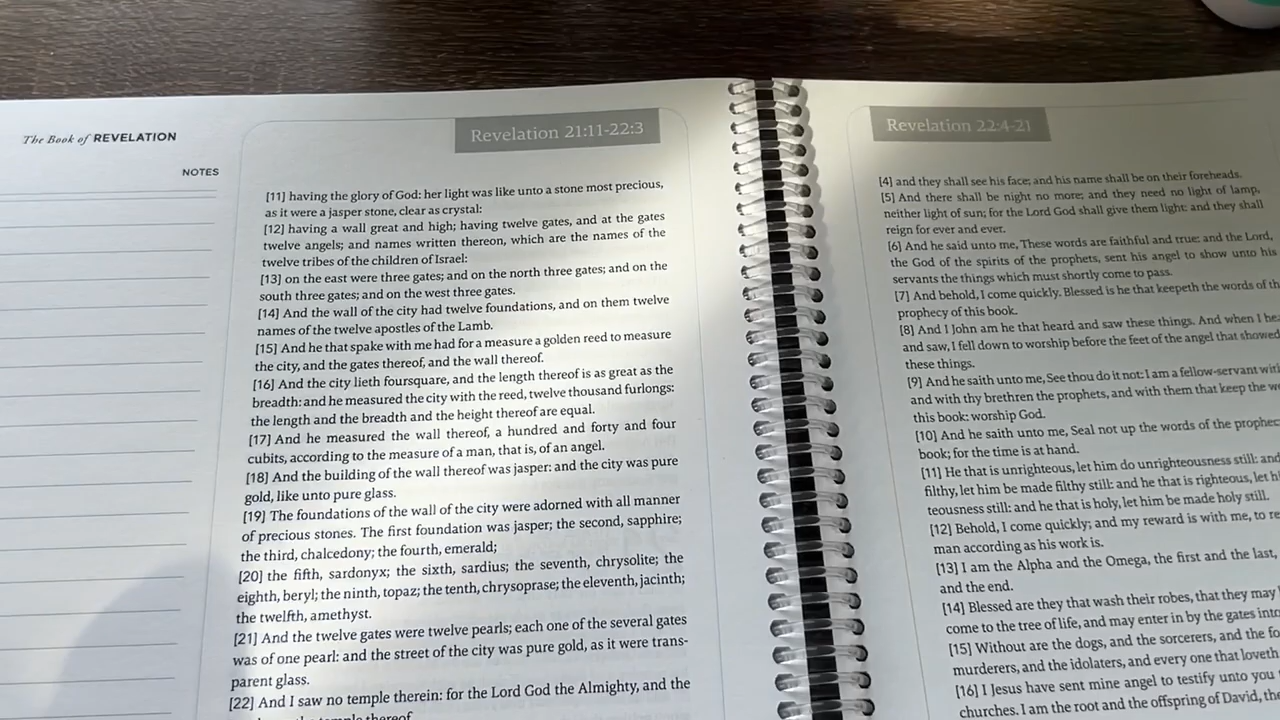 The Book of REVELATION
NOTES
Revelation 21:11-22:3
[11] having the glory of God: her light was like unto a stone most precious,
as it were a jasper stone, clear as crystal:
[12] having a wall great and high; having twelve gates, and at the gates
twelve angels; and names written thereon, which are the names of the
twelve tribes of the children of Israel:
[13] on the east were three gates; and on the north three gates; and on the
south three gates; and on the west three gates.
[14] And the wall of the city had twelve foundations, and on them twelve
names of the twelve apostles of the Lamb.
[15] And he that spake with me had for a measure a golden reed to measure
the city, and the gates thereof, and the wall thereof.
[16] And the city lieth foursquare, and the length thereof is as great as the
breadth: and he measured the city with the reed, twelve thousand furlongs:
the length and the breadth and the height thereof are equal.
[17] And he measured the wall thereof, a hundred and forty and four
cubits, according to the measure of a man, that is, of an angel.
[18] And the building of the wall thereof was jasper: and the city was pure
gold, like unto pure glass.
[19] The foundations of the wall of the city were adorned with all manner
of precious stones. The first foundation was jasper; the second, sapphire;
the third, chalcedony; the fourth, emerald;
[20] the fifth, sardonyx; the sixth, sardius; the seventh, chrysolite; the
eighth, beryl; the ninth, topaz; the tenth, chrysoprase; the eleventh, jacinth;
the twelfth, amethyst.
[21] And the twelve gates were twelve pearls; each one of the several gates
was of one pearl: and the street of the city was pure gold, as it were trans-
parent glass.
[22] And I saw no temple therein: for the Lord God the Almighty, and the
temple thereof.
Revelation 22:4-21
[4] and they shall see his face; and his name shall be on their foreheads.
[5] And there shall be night no more; and they need no light of lamp,
neither light of sun; for the Lord God shall give them light: and they shall
reign for ever and ever.
[6] And he said unto me, These words are faithful and true: and the Lord,
the God of the spirits of the prophets, sent his angel to show unto his
servants the things which must shortly come to pass.
[7] And behold, I come quickly. Blessed is he that keepeth the words of
prophecy of this book.
[8] And I John am he that heard and saw these things. And when I
and saw, I fell down to worship before the feet of the angel that showed
these things.
[9] And he saith unto me, See thou do it not: I am a fellow-servant
and with thy brethren the prophets, and with them that keep the
this book: worship God.
[10] And he saith unto me, Seal not up the words of the
book; for the time is at hand.
[11] He that is unrighteous, let him do unrighteousness still: and
filthy, let him be made filthy still: and he that is righteous, let
teousness still: and he that is holy, let him be made holy still.
[12] Behold, I come quickly; and my reward is with me, to
man according as his work is.
[13] I am the Alpha and the Omega, the first and the last,
and the end.
[14] Blessed are they that wash their robes, that they may
come to the tree of life, and may enter in by the gates
[15] Without are the dogs, and the sorcerers, and the
murderers, and the idolaters, and every one that loveth
[16] I Jesus have sent mine angel to testify unto you
churches. I am the root and the offspring of David,